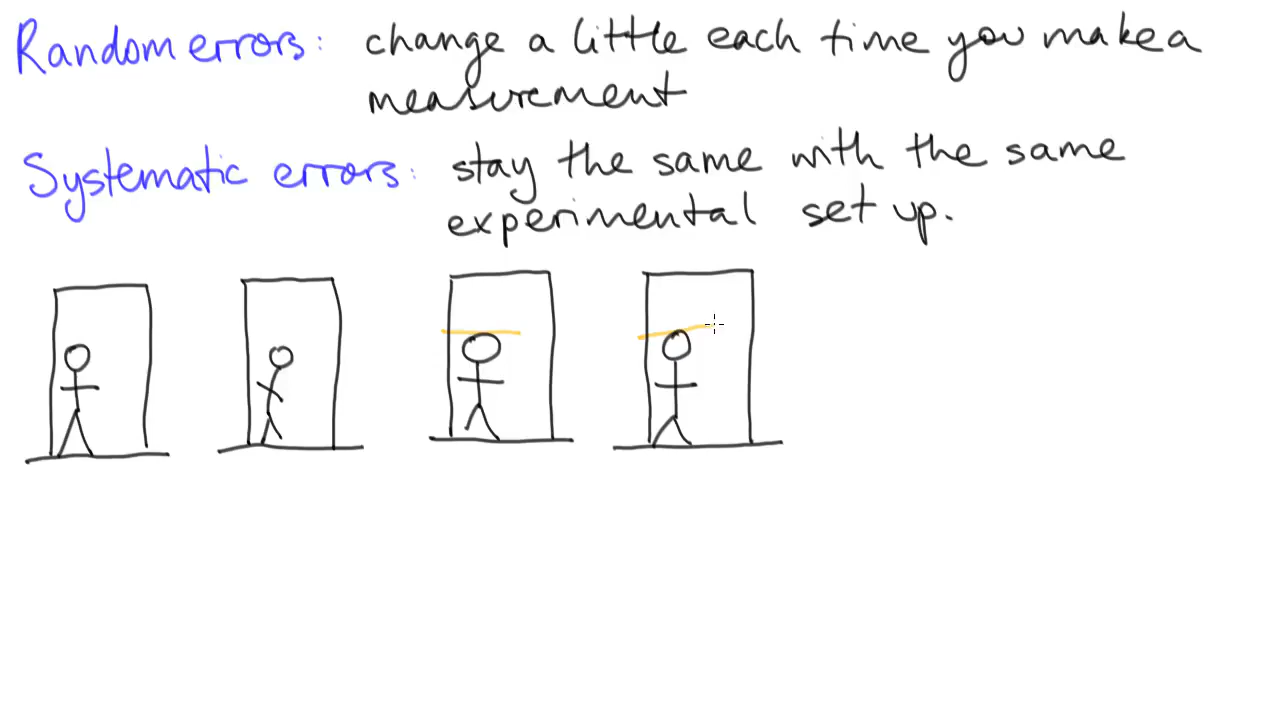 Random errors: change a little each time you make a
measurement
Systematic errors: stay the same with the same
experimental set up.